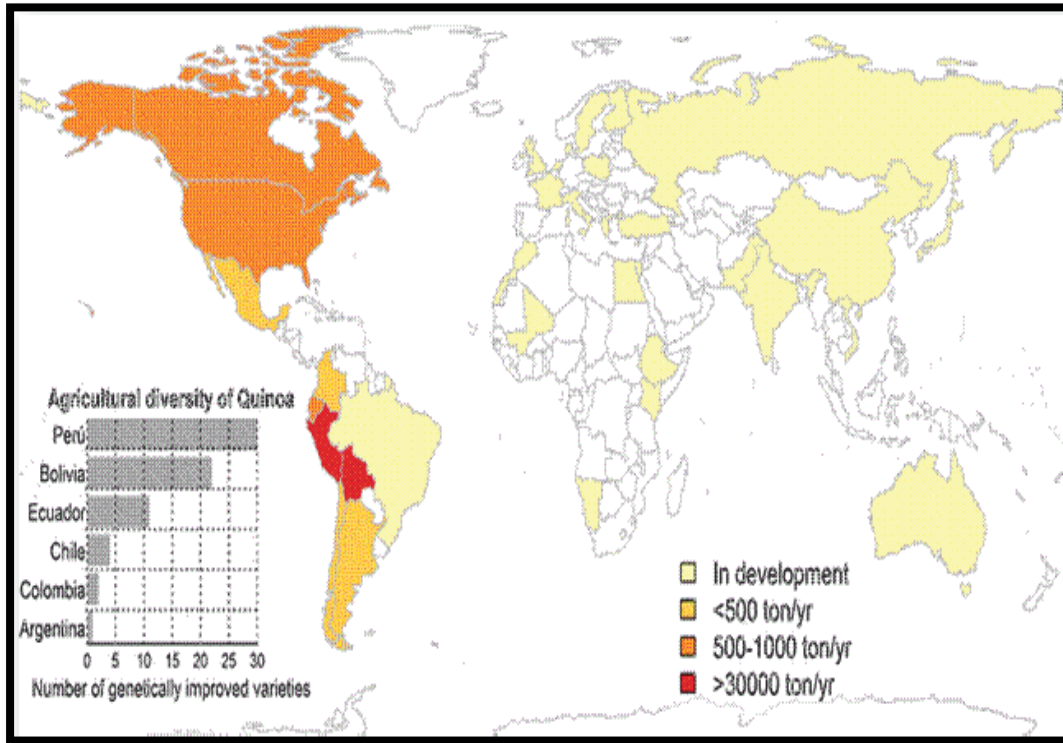 Agricultural diversity of Quinoa
Perú
Bolivia
Ecuador
Chile
Colombia
Argentina
0 5 10 15 20 25 30
Number of genetically improved varieties
In development
<500 ton/yr
500-1000 ton/yr
>30000 ton/yr